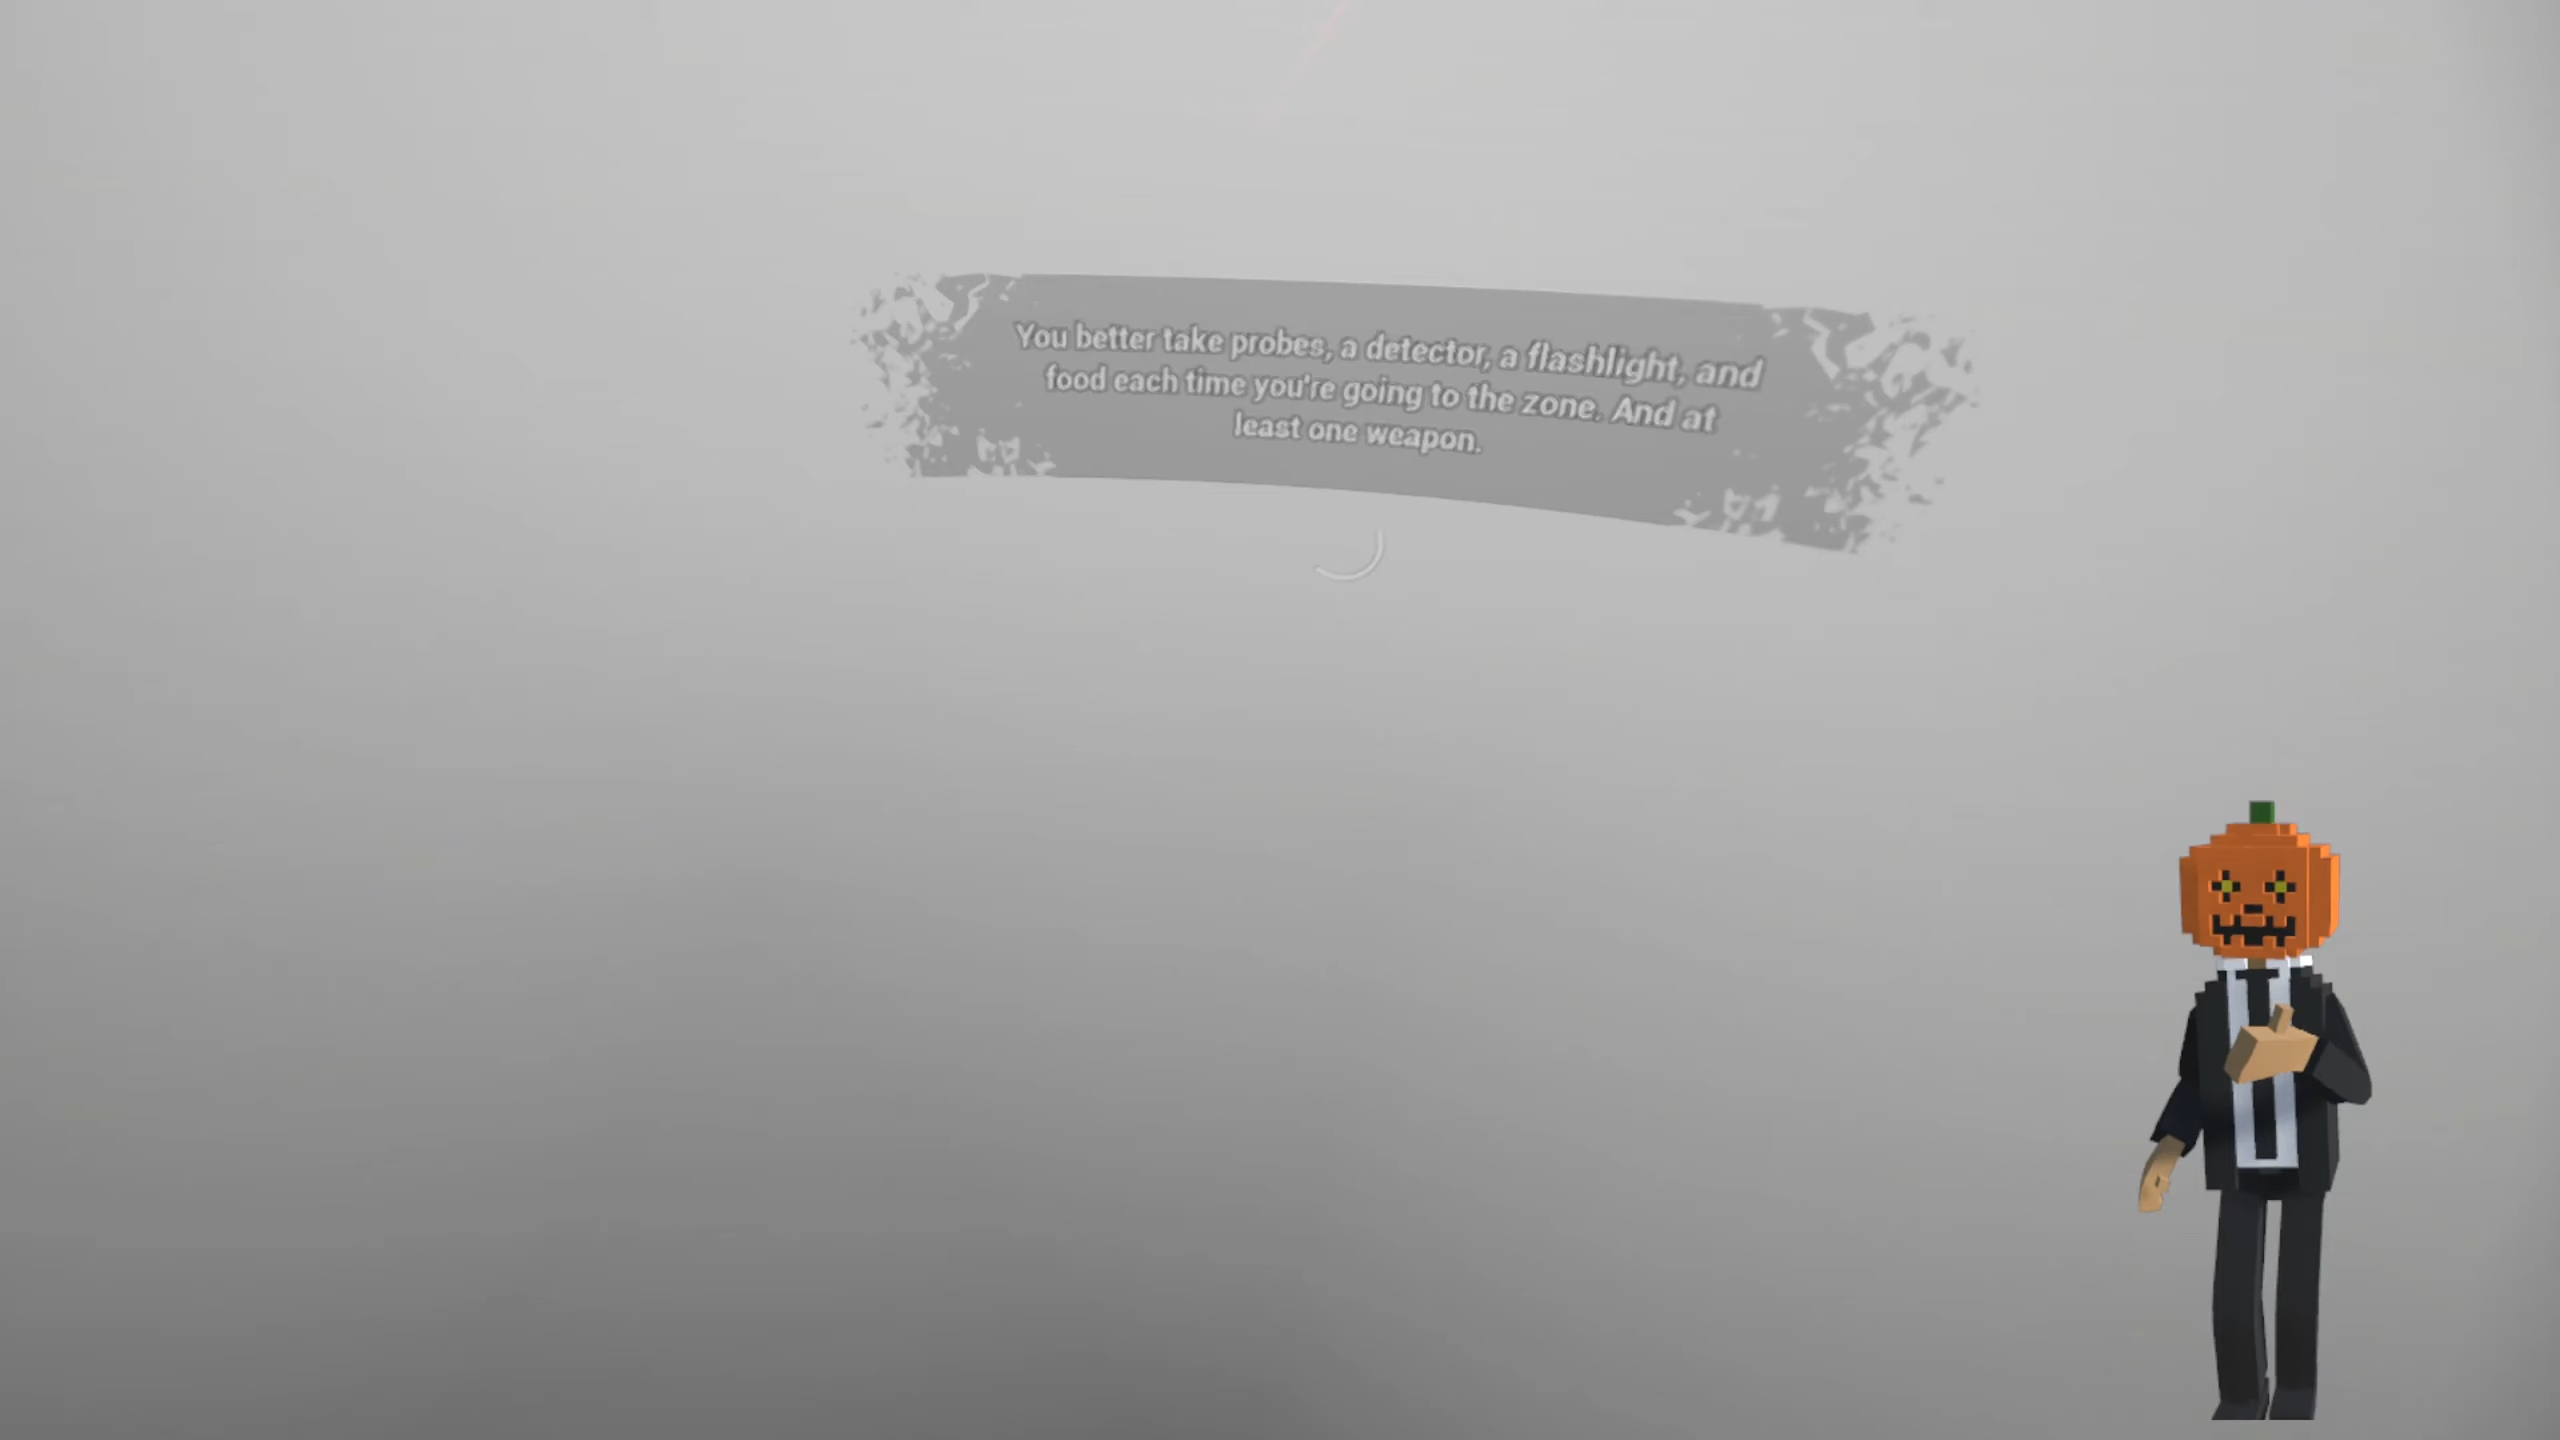 You better take probes, a detector, a flashlight, and
food each time you're going to the zone. And at
least one weapon.